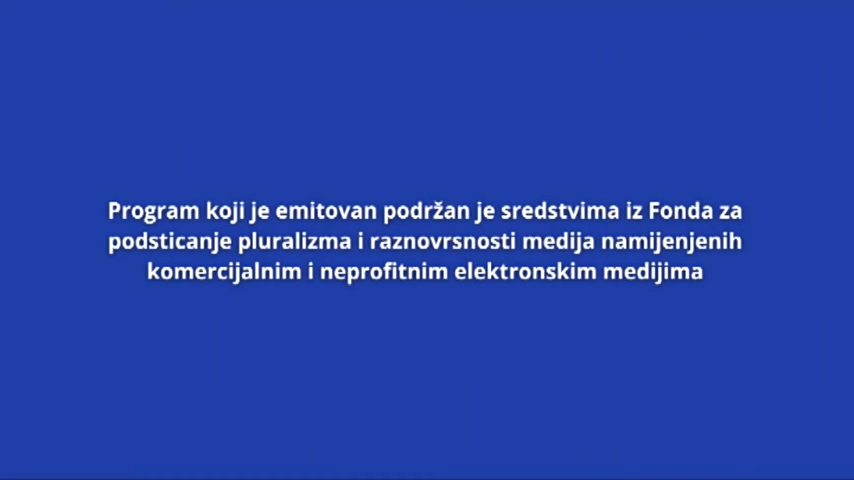 Program koji je emitovan podržan je sredstvima iz Fonda za
podsticanje pluralizma i raznovrsnosti medija namijenjenih
komercijalnim i neprofitnim elektronskim medijima